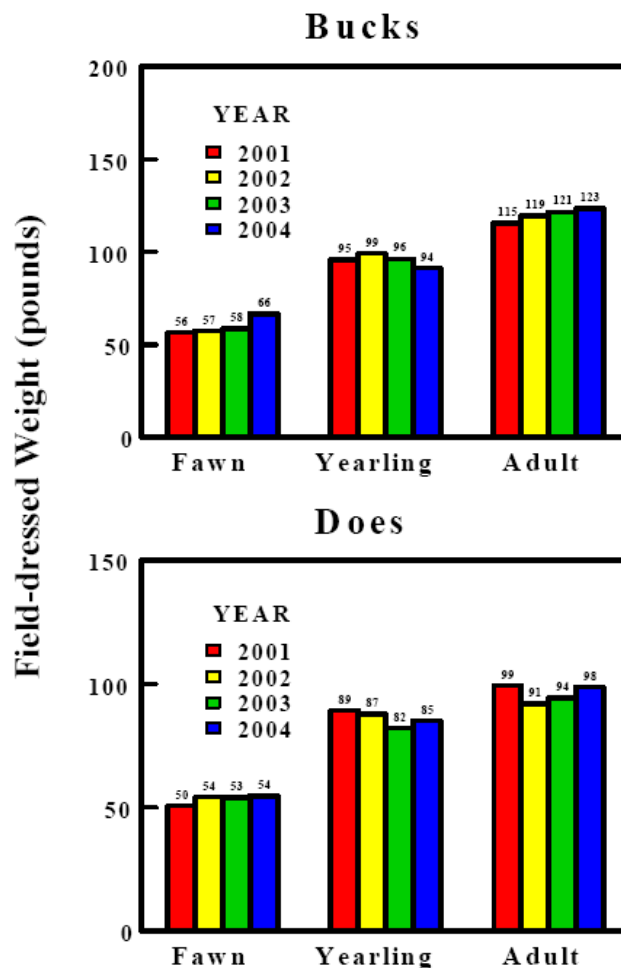 Bucks
200
YEAR
2001
150
2002
2003
2004
115 119 121 123
95 99 96 94
100
56 57 58 66
50
0
Fawn Yearling Adult
Field-dressed Weight (pounds)
Does
150
YEAR
2001
2002
2003
2004
100
99 91 94 98
89 87 82 85
50 54 53 54
50
0
Fawn Yearling Adult